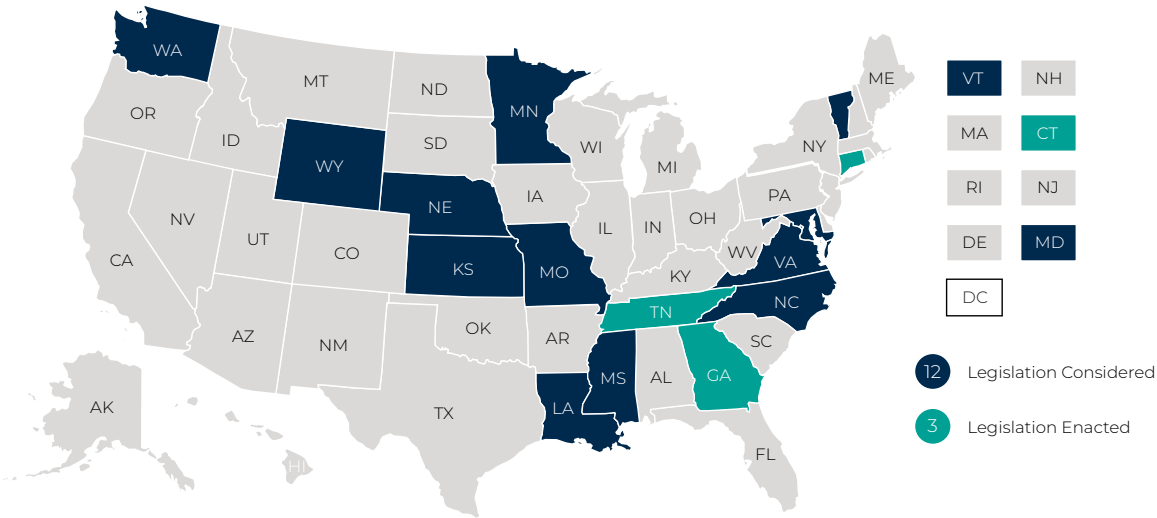 WA
MT
ND
MN
ME
VT
NH
OR
ID
SD
WI
MI
NY
MA
CT
WY
NE
IA
PA
RI
NJ
NV
UT
CO
IL
IN
OH
WV
DE
MD
CA
KS
MO
KY
VA
NC
DC
AZ
NM
OK
AR
TN
SC
AK
TX
LA
MS
AL
GA
FL
HI
12 Legislation Considered
3 Legislation Enacted